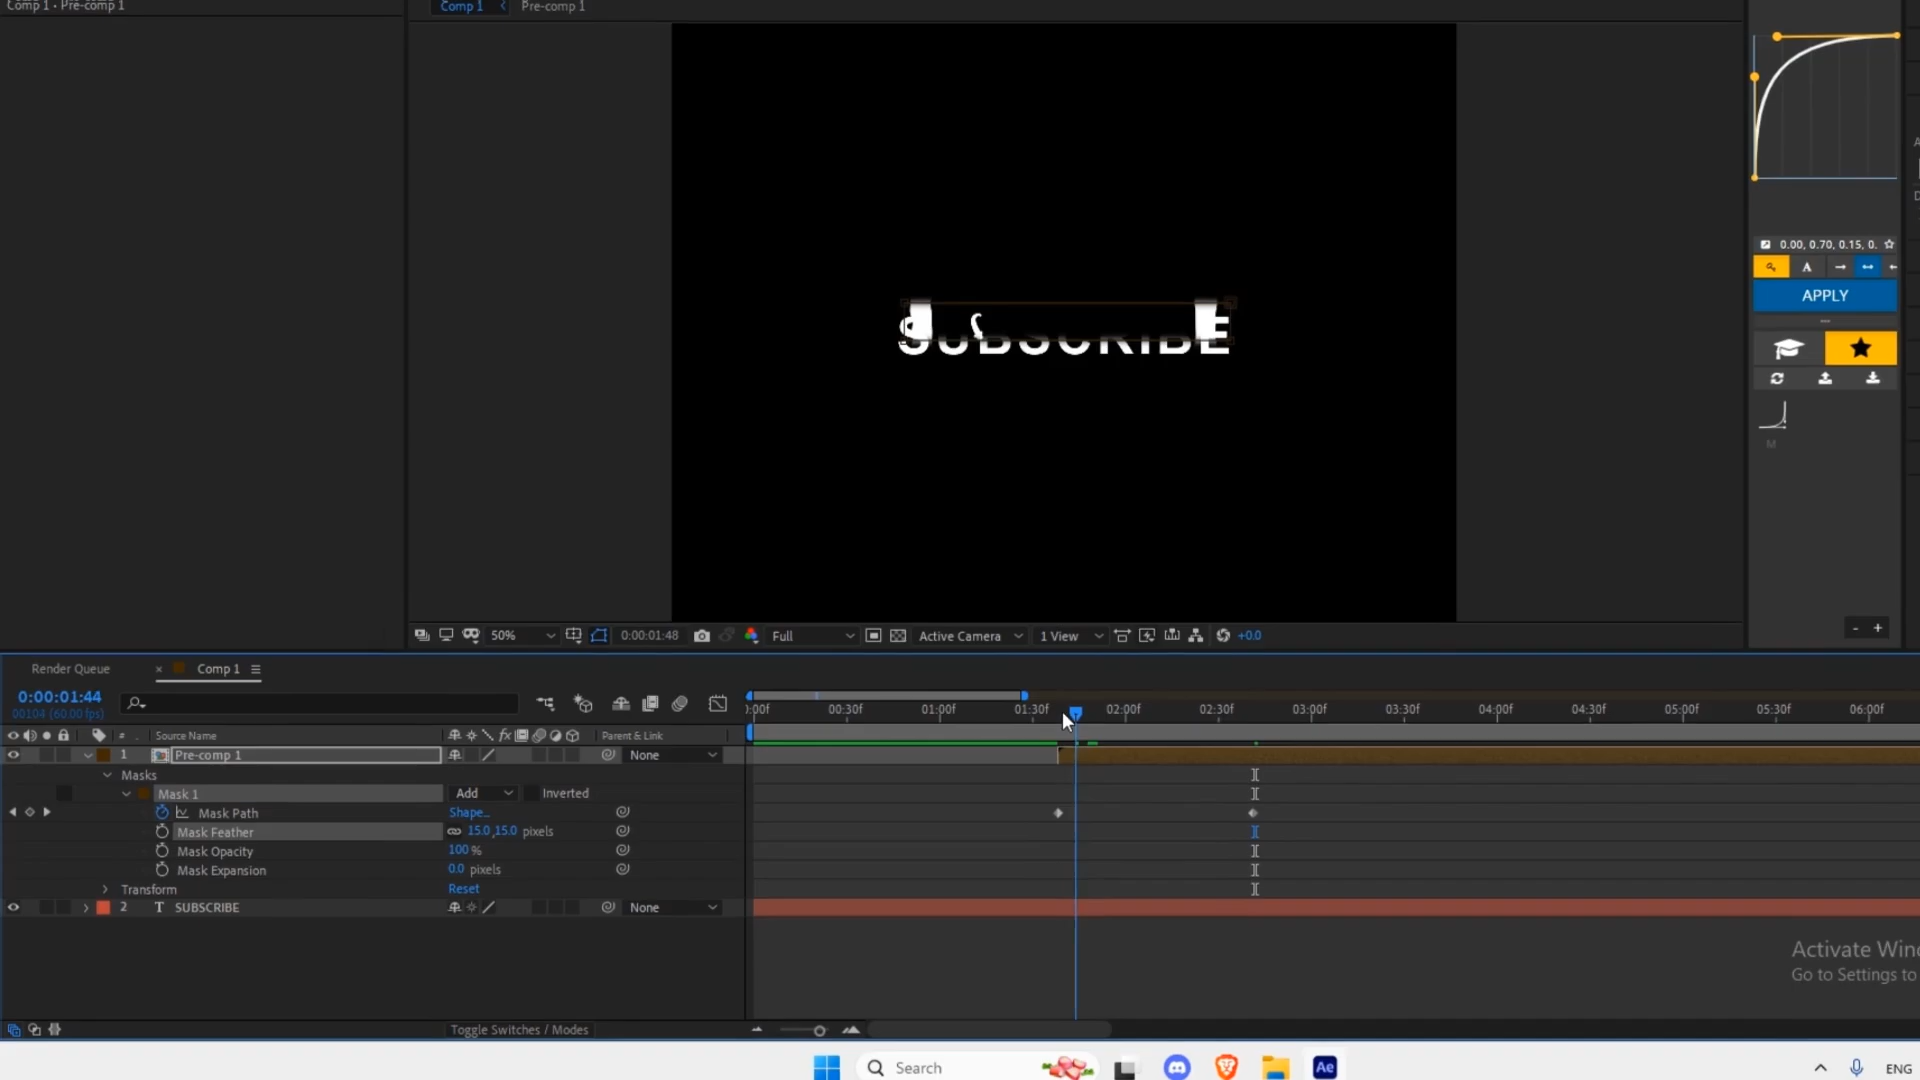 Comp 1 • Pre-comp 1
Comp 1 < Pre-comp 1
SUBSCRIBE
0.00, 0.70, 0.15, 0.
A
APPLY
M
- +
50%
0:00:01:48
Full
Active Camera
1 View
+0.0
Render Queue
× Comp 1
0:00:01:44
00104 (60.00 fps)
:00f 00:30f 01:00f 01:30f 02:00f 02:30f 03:00f 03:30f 04:00f 04:30f 05:00f 05:30f 06:00f
# Source Name fx Parent & Link
1 Pre-comp 1 None
Masks
Mask 1 Add Inverted
Mask Path Shape...
Mask Feather 15.0,15.0 pixels
Mask Opacity 100 %
Mask Expansion 0.0 pixels
Transform Reset
2 T SUBSCRIBE None
Activate Win
Go to Settings to
Toggle Switches / Modes
Search
Ae
ENG